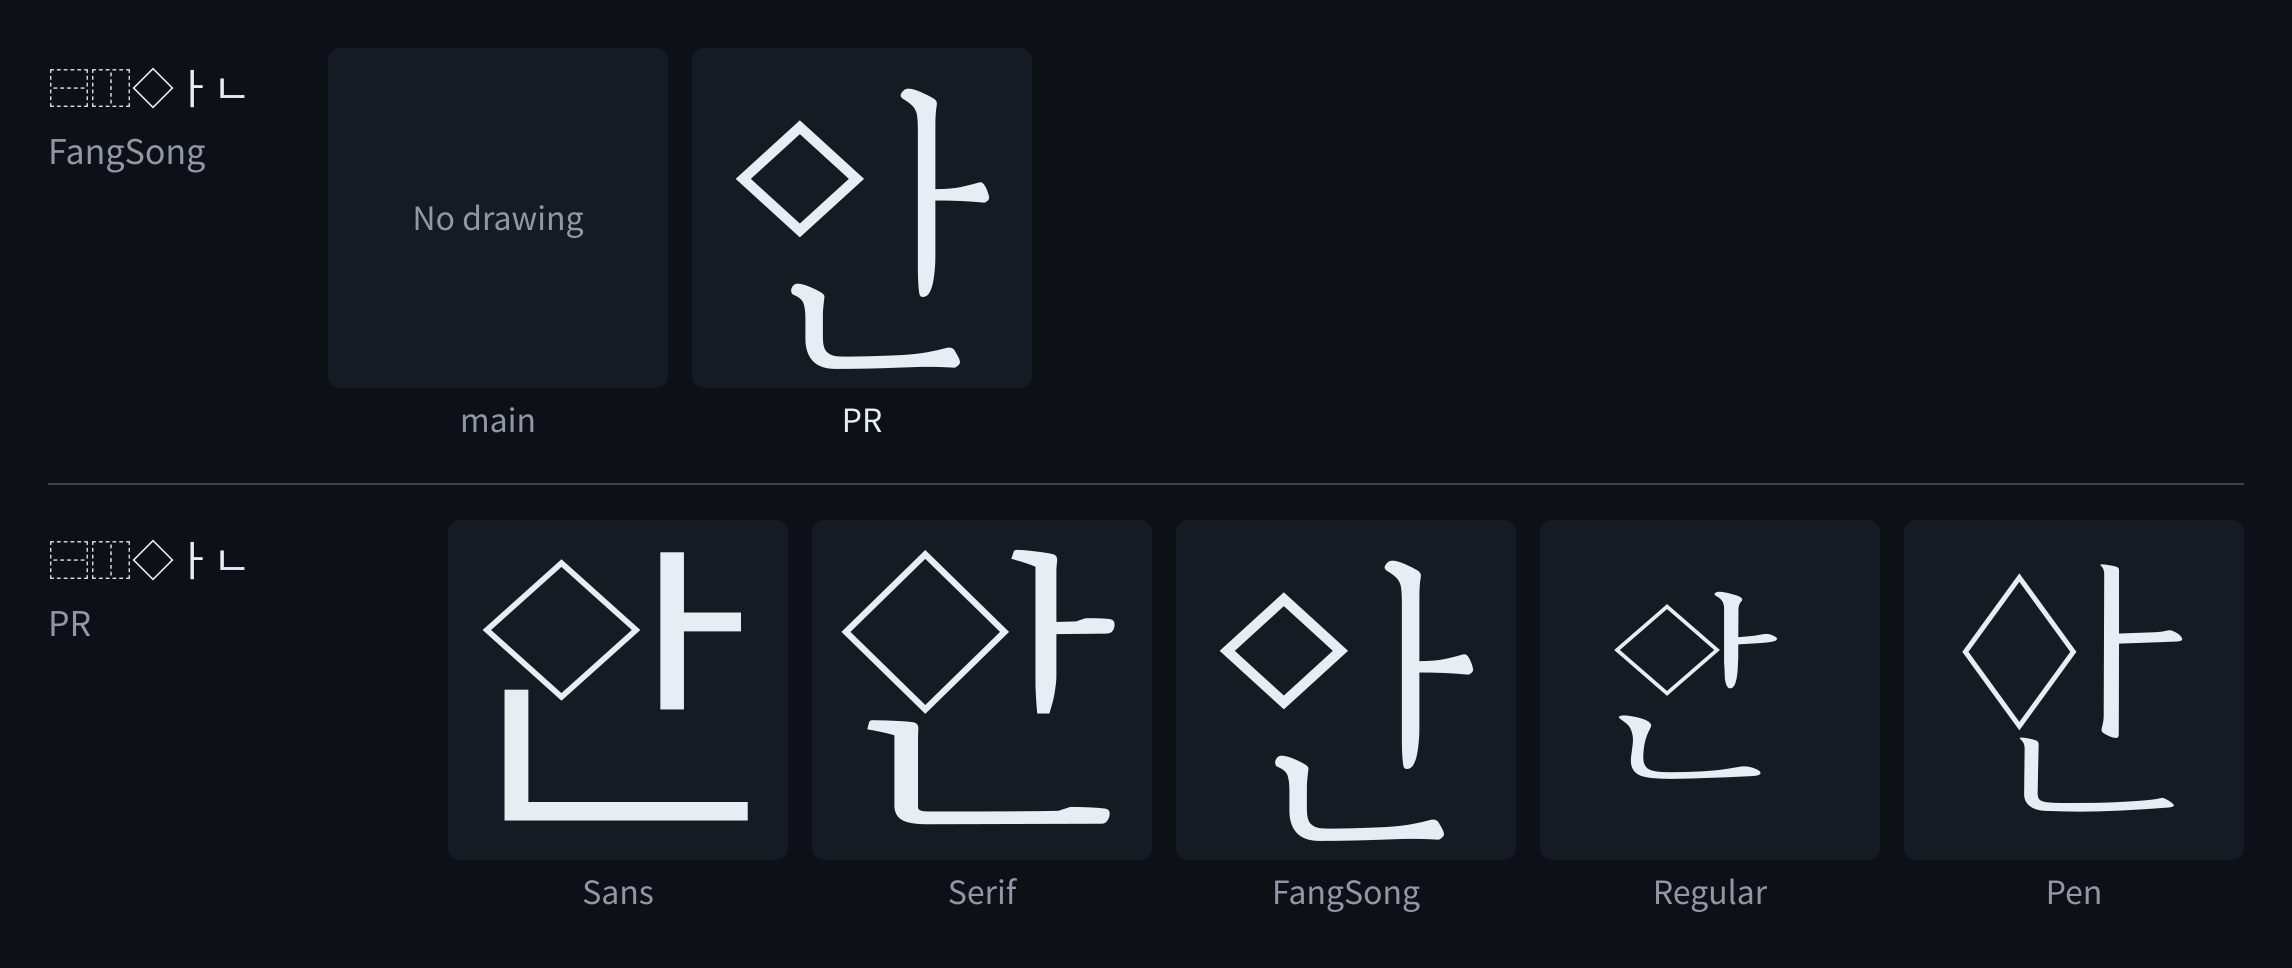 ⿱⿰◇ㅏㄴ
FangSong
No drawing
main
PR
⿱⿰◇ㅏㄴ
PR
Sans
Serif
FangSong
Regular
Pen